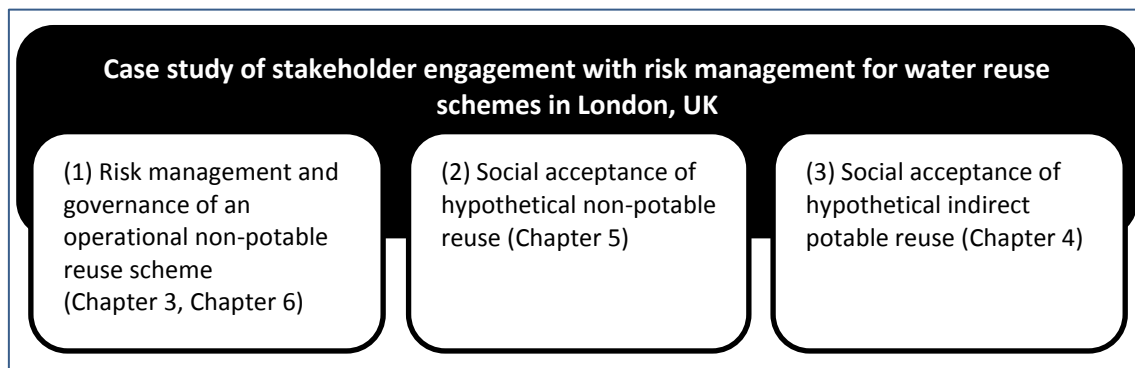 Case study of stakeholder engagement with risk management for water reuse
schemes in London, UK
(1) Risk management and
governance of an
operational non-potable
reuse scheme
(Chapter 3, Chapter 6)
(2) Social acceptance of
hypothetical non-potable
reuse (Chapter 5)
(3) Social acceptance of
hypothetical indirect
potable reuse (Chapter 4)